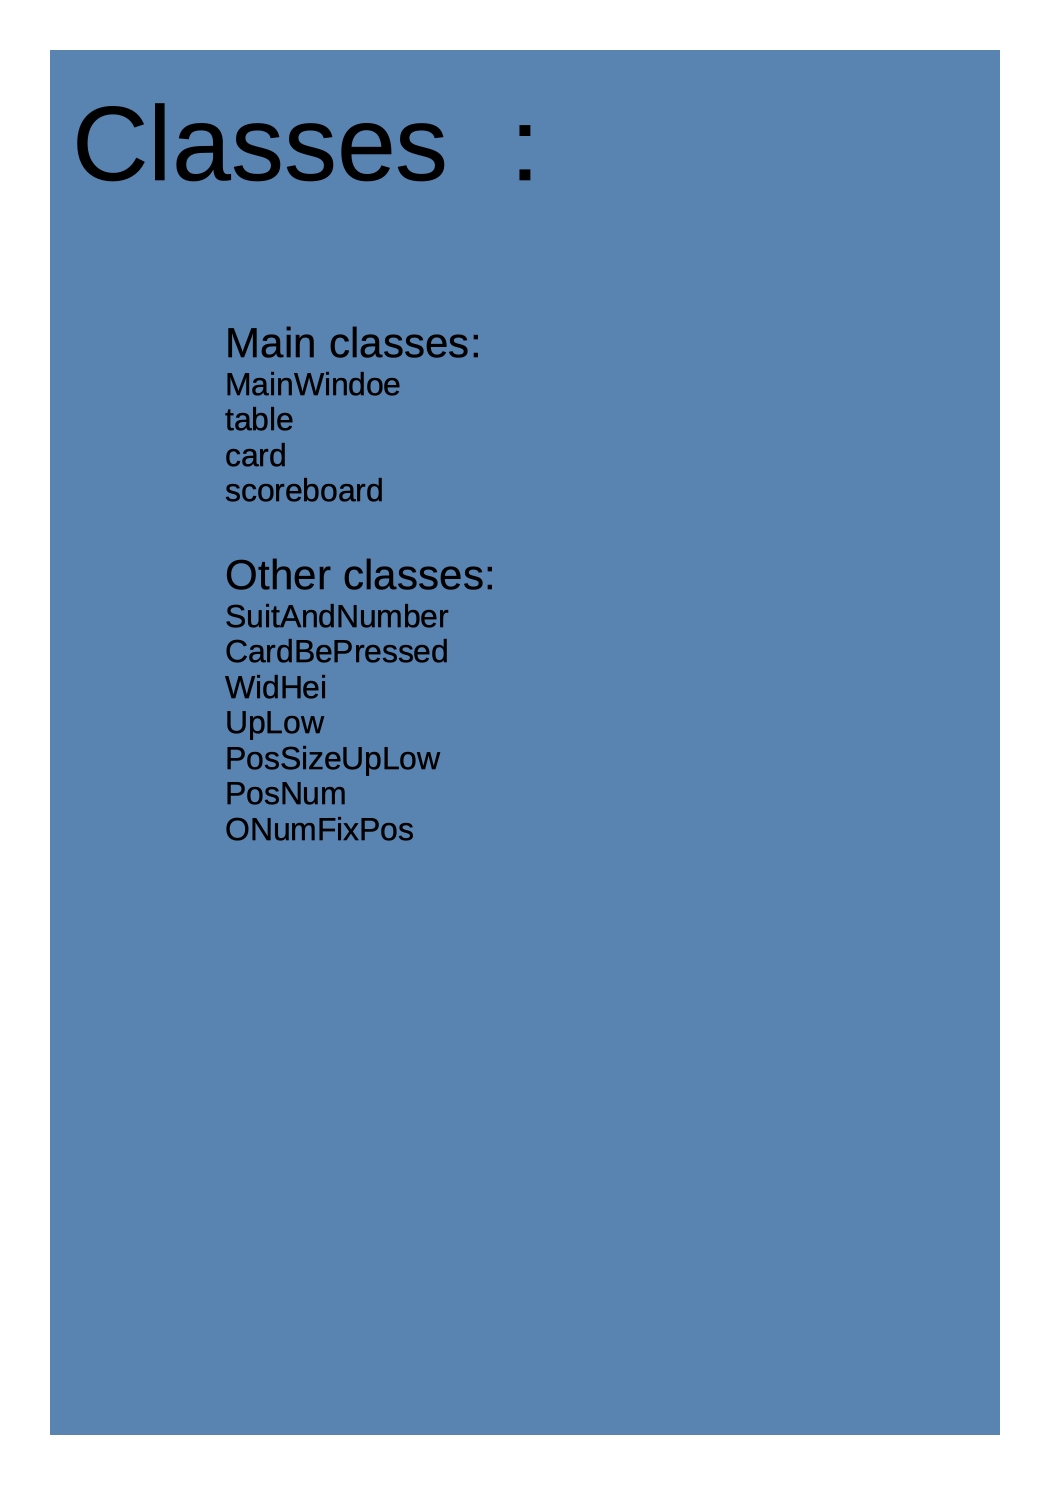 Classes  :
Main classes:
MainWindoe
table
card
scoreboard
Other classes:
SuitAndNumber
CardBePressed
WidHei
UpLow
PosSizeUpLow
PosNum
ONumFixPos